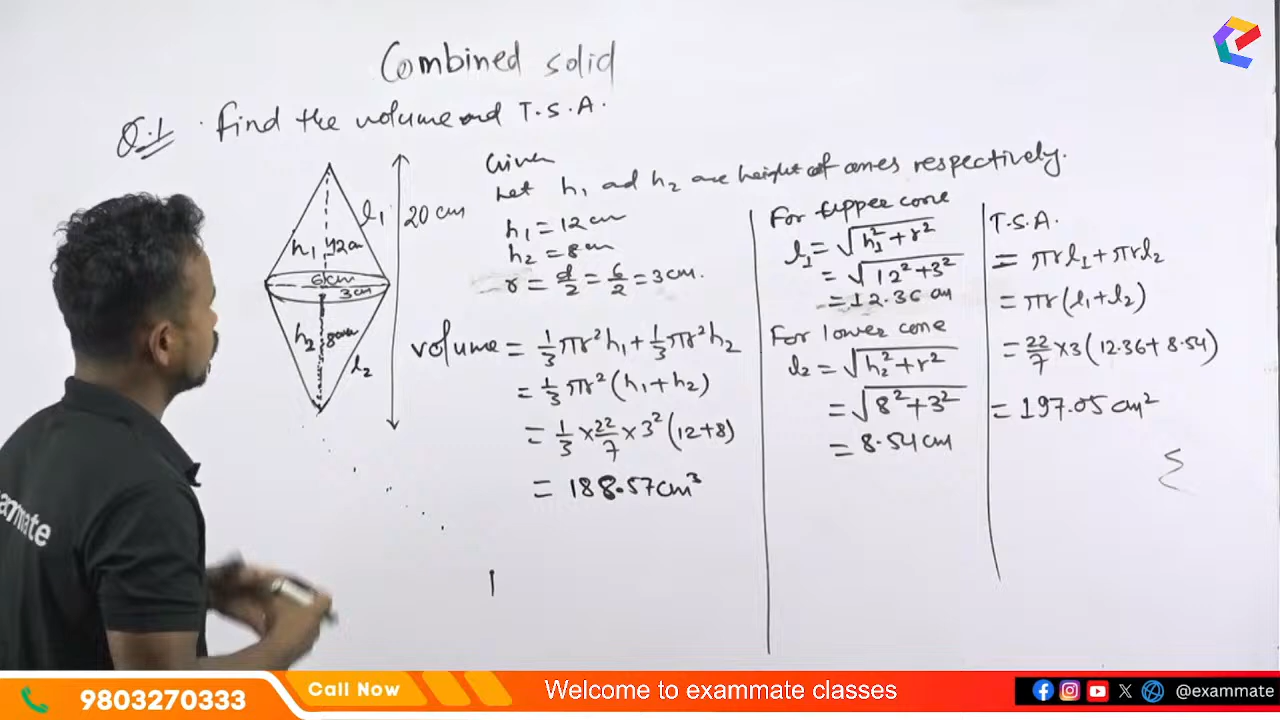 Combined solid
Q.1 . Find the volume and T.S.A.
Given
Let h₁ ad h₂ are height of cones respectively.
h₁ = 12 cm
h₂ = 8 cm
r = d/2 = 6/2 = 3 cm.
volume = 1/3 πr²h₁ + 1/3 πr²h₂
= 1/3 πr² (h₁ + h₂)
= 1/3 × 22/7 × 3² (12+8)
= 188.57 cm³
l₁
20 cm
h₁
12 cm
6 cm
3 cm
h₂
8 cm
l₂
For upper cone
l₁ = √(h₁² + r²)
= √(12² + 3²)
= 12.36 cm
For lower cone
l₂ = √(h₂² + r²)
= √(8² + 3²)
= 8.54 cm
T.S.A.
= πrl₁ + πrl₂
= πr (l₁ + l₂)
= 22/7 × 3 (12.36 + 8.54)
= 197.05 cm²
ammate
9803270333
Call Now
Welcome to exammate classes
@exammate